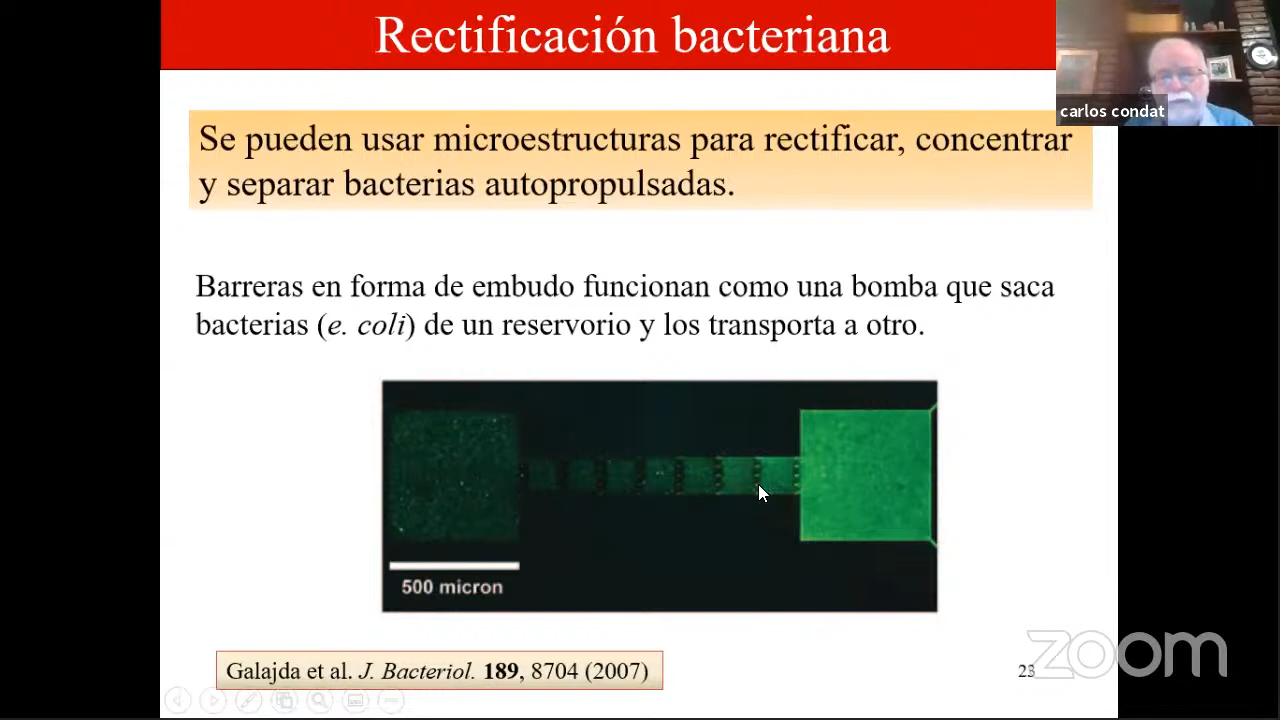 Rectificación bacteriana
carlos condat
Se pueden usar microestructuras para rectificar, concentrar
y separar bacterias autopropulsadas.
Barreras en forma de embudo funcionan como una bomba que saca
bacterias (e. coli) de un reservorio y los transporta a otro.
500 micron
Galajda et al. J. Bacteriol. 189, 8704 (2007)
23
zoom